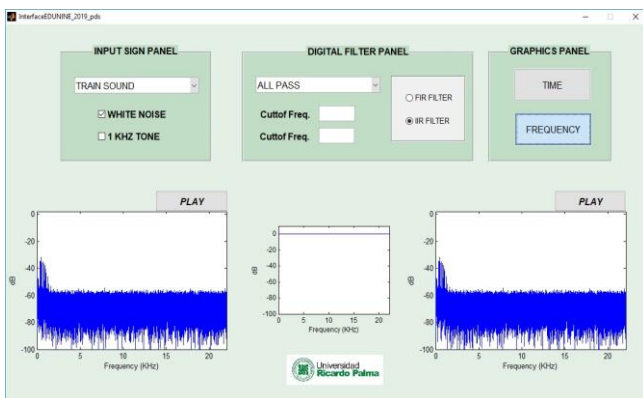 InterfaceEDUNINE_2019_pds
INPUT SIGN PANEL
TRAIN SOUND
WHITE NOISE
1 KHZ TONE
DIGITAL FILTER PANEL
ALL PASS
Cuttof Freq.
Cuttof Freq.
FIR FILTER
IIR FILTER
GRAPHICS PANEL
TIME
FREQUENCY
PLAY
0
-20
-40
-60
-80
-100
dB
0 5 10 15 20
Frequency (KHz)
0
-20
-40
-60
-80
-100
dB
0 5 10 15 20
Frequency (KHz)
PLAY
0
-20
-40
-60
-80
-100
dB
0 5 10 15 20
Frequency (KHz)
Universidad
Ricardo Palma